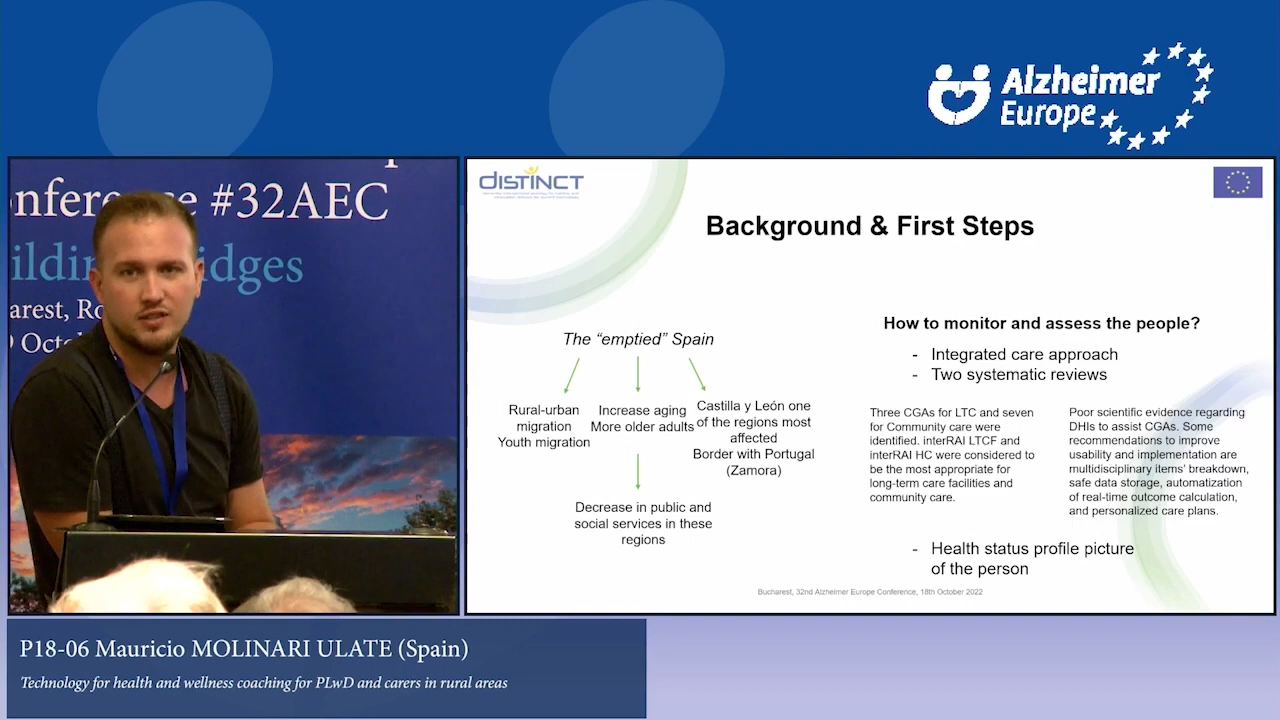 Alzheimer
Europe
onference #32AEC
ilding idges
arest, Ro
Octo
DISTINCT
Background & First Steps
The “emptied” Spain
Rural-urban
migration
Youth migration
Increase aging
More older adults
Castilla y León one
of the regions most
affected
Border with Portugal
(Zamora)
Decrease in public and
social services in these
regions
How to monitor and assess the people?
- Integrated care approach
- Two systematic reviews
Three CGAs for LTC and seven
for Community care were
identified. interRAI LTCF and
interRAI HC were considered to
be the most appropriate for
long-term care facilities and
community care.
Poor scientific evidence regarding
DHIs to assist CGAs. Some
recommendations to improve
usability and implementation are
multidisciplinary items’ breakdown,
safe data storage, automatization
of real-time outcome calculation,
and personalized care plans.
- Health status profile picture
of the person
Bucharest, 32nd Alzheimer Europe Conference, 18th October 2022
P18-06 Mauricio MOLINARI ULATE (Spain)
Technology for health and wellness coaching for PLwD and carers in rural areas